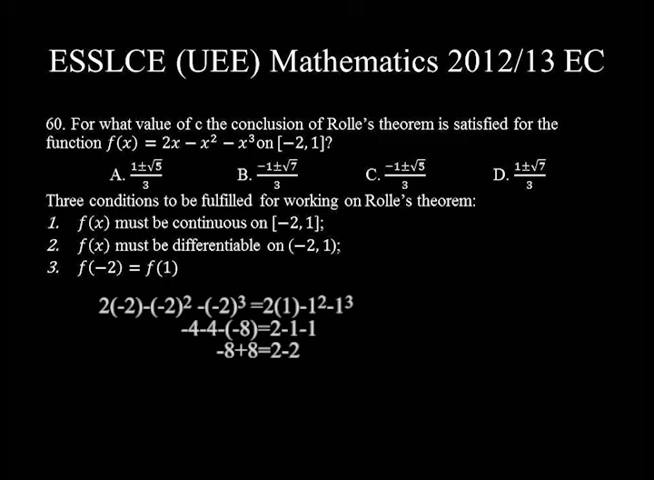 ESSLCE (UEE) Mathematics 2012/13 EC
60. For what value of c the conclusion of Rolle's theorem is satisfied for the
function f(x) = 2x − x² − x³on [−2, 1]?
A. (1±√5)/3 B. (−1±√7)/3 C. (−1±√5)/3 D. (1±√7)/3
Three conditions to be fulfilled for working on Rolle's theorem:
1. f(x) must be continuous on [−2, 1];
2. f(x) must be differentiable on (−2, 1);
3. f(−2) = f(1)
2(-2)-(-2)² -(-2)³ =2(1)-1²-1³
-4-4-(-8)=2-1-1
-8+8=2-2